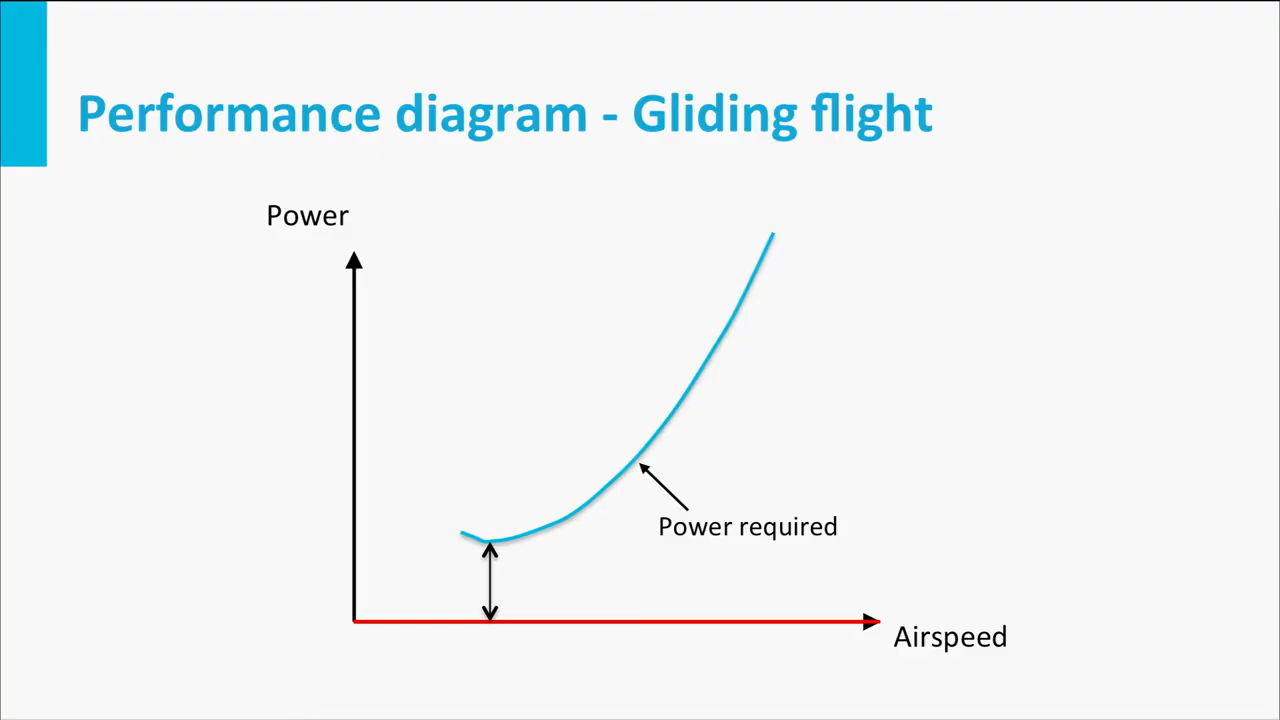 Performance diagram - Gliding flight
Power
Power required
Airspeed